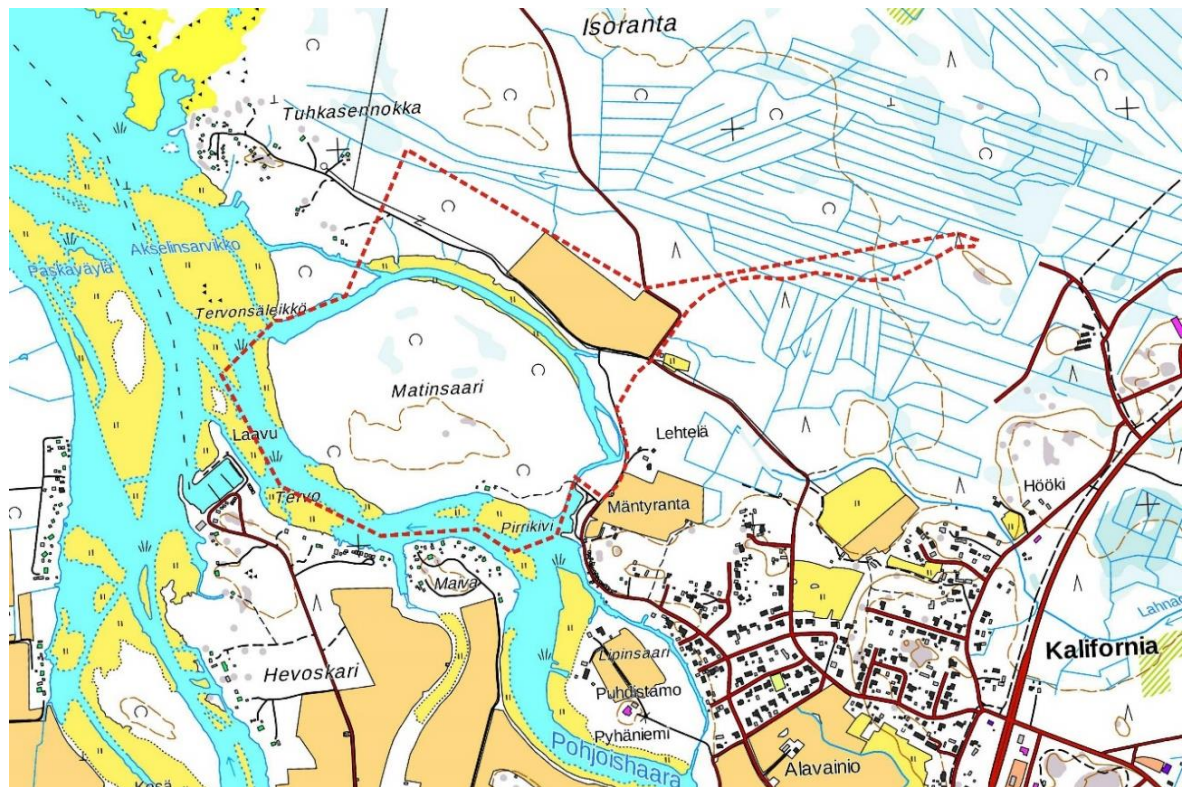 Isoranta
Tuhkasennokka
Akselinsarvikko
Paskaväylä
Tervonsäleikkö
Matinsaari
Laavu
Lehtelä
Hööki
Tervo
Pirrikivi
Mäntyranta
Maiva
Lahna
Kalifornia
Hevoskari
Lipinsaari
Puhdistamo
Pyhäniemi
Pohjoishaara
Alavainio